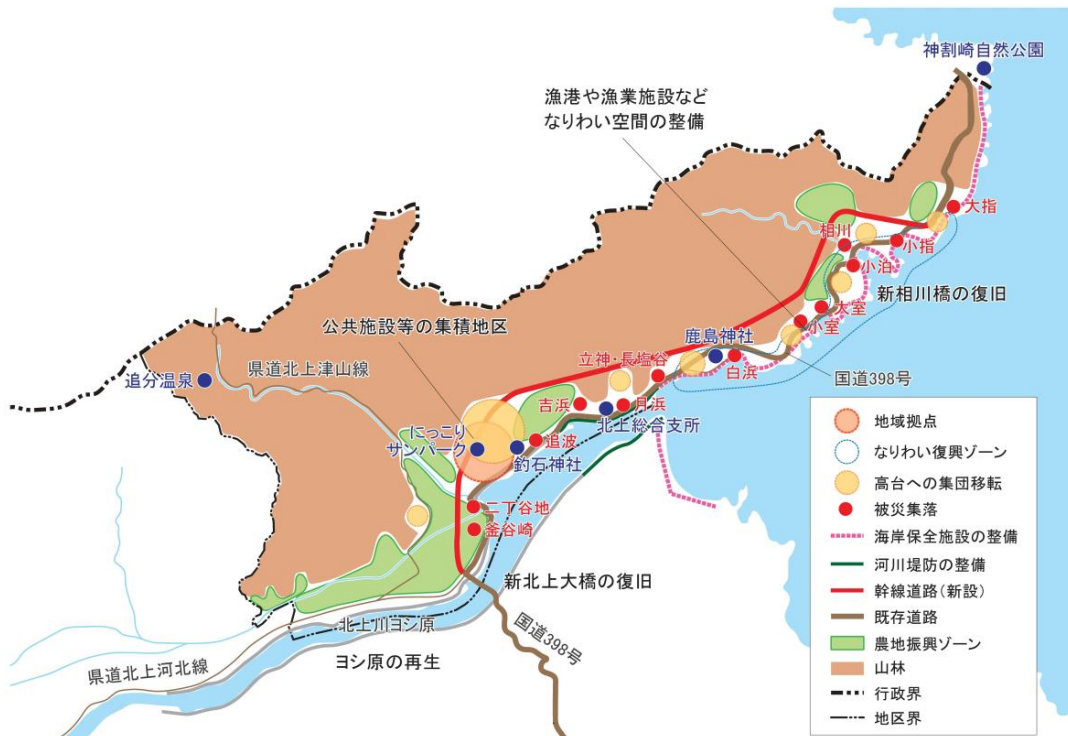 神割崎自然公園
漁港や漁業施設など
なりわい空間の整備
大指
相川
小指
小泊
新相川橋の復旧
大室
小室
公共施設等の集積地区
鹿島神社
立神・長塩谷
白浜
国道398号
追分温泉
県道北上津山線
吉浜
月浜
北上総合支所
にっこり
サンパーク
追波
釣石神社
二丁谷地
釜谷崎
新北上大橋の復旧
北上川ヨシ原
国道398号
ヨシ原の再生
県道北上河北線
地域拠点
なりわい復興ゾーン
高台への集団移転
被災集落
海岸保全施設の整備
河川堤防の整備
幹線道路(新設)
既存道路
農地振興ゾーン
山林
行政界
地区界